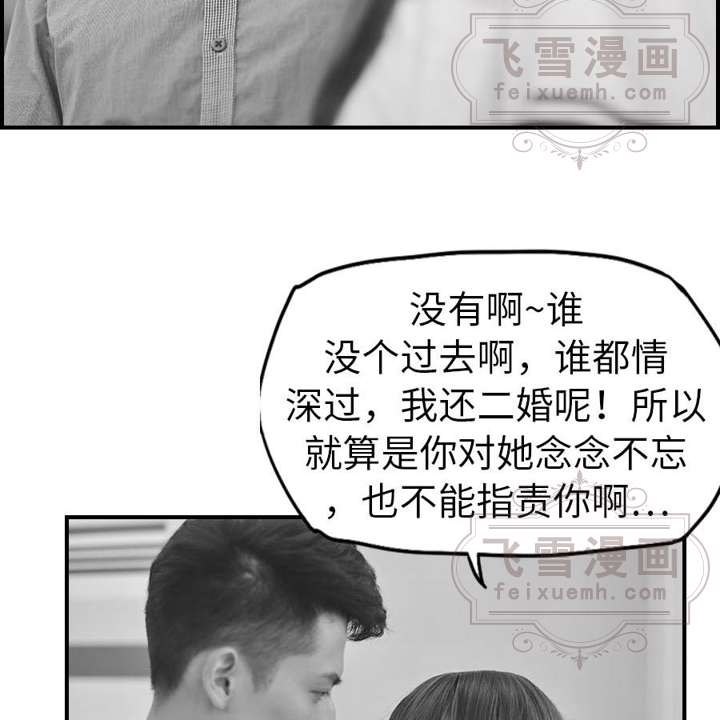 飞雪漫画
feixuemh.com
没有啊~谁
没个过去啊，谁都情
深过，我还二婚呢！所以
就算是你对她念念不忘
，也不能指责你啊...
飞雪漫画
feixuemh.com